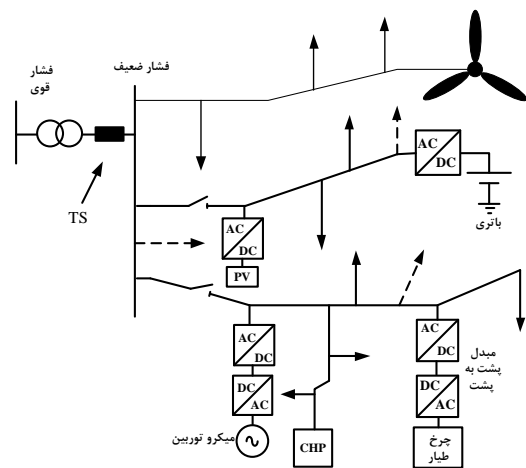 فشار
قوی
فشار ضعیف
TS
AC
DC
باتری
AC
DC
PV
AC
DC
DC
AC
میکرو توربین
CHP
AC
DC
DC
AC
مبدل
پشت به
پشت
چرخ
طیار